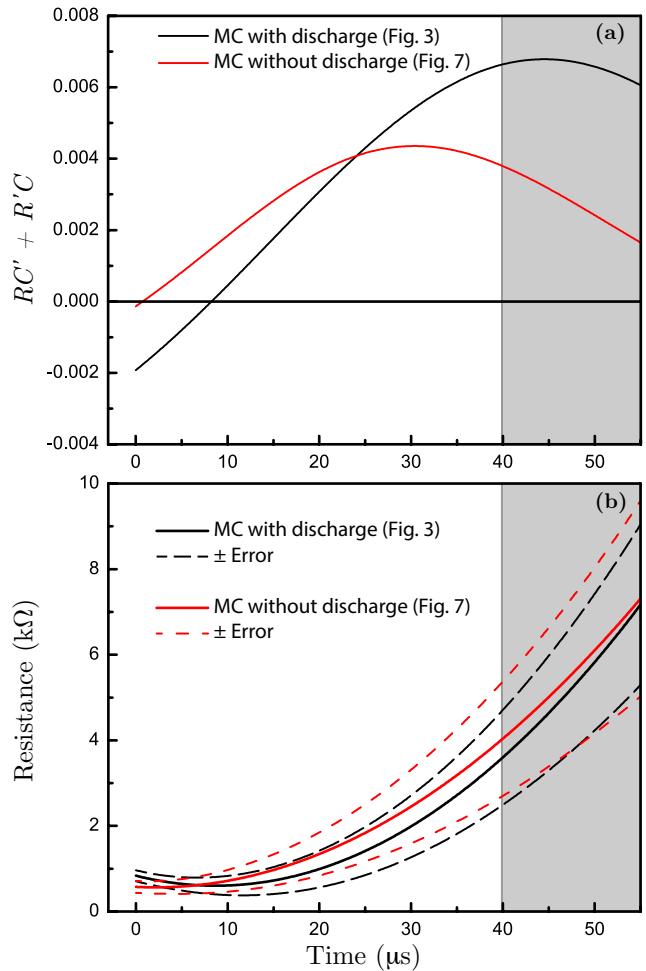 0.008
(a)
MC with discharge (Fig. 3)
MC without discharge (Fig. 7)
0.006
0.004
0.002
0.000
-0.002
-0.004
RC' + R'C
0 10 20 30 40 50
10
(b)
MC with discharge (Fig. 3)
± Error
MC without discharge (Fig. 7)
± Error
8
6
4
2
0
Resistance (kΩ)
0 10 20 30 40 50
Time (μs)